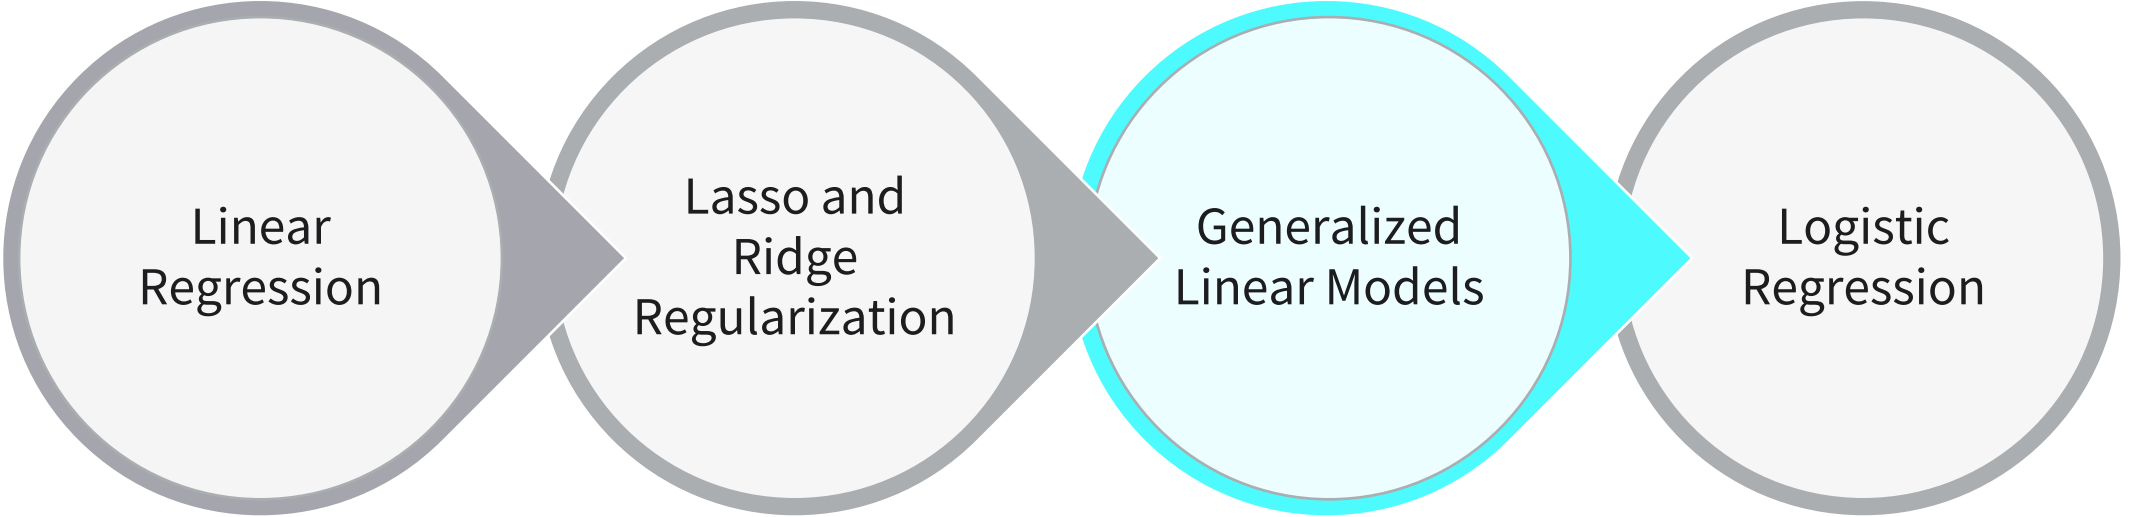 Linear
Regression
Lasso and
Ridge
Regularization
Generalized
Linear Models
Logistic
Regression